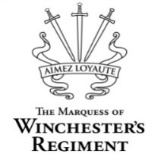 AIMEZ LOYAUTE
THE MARQUESS OF
WINCHESTER'S
REGIMENT